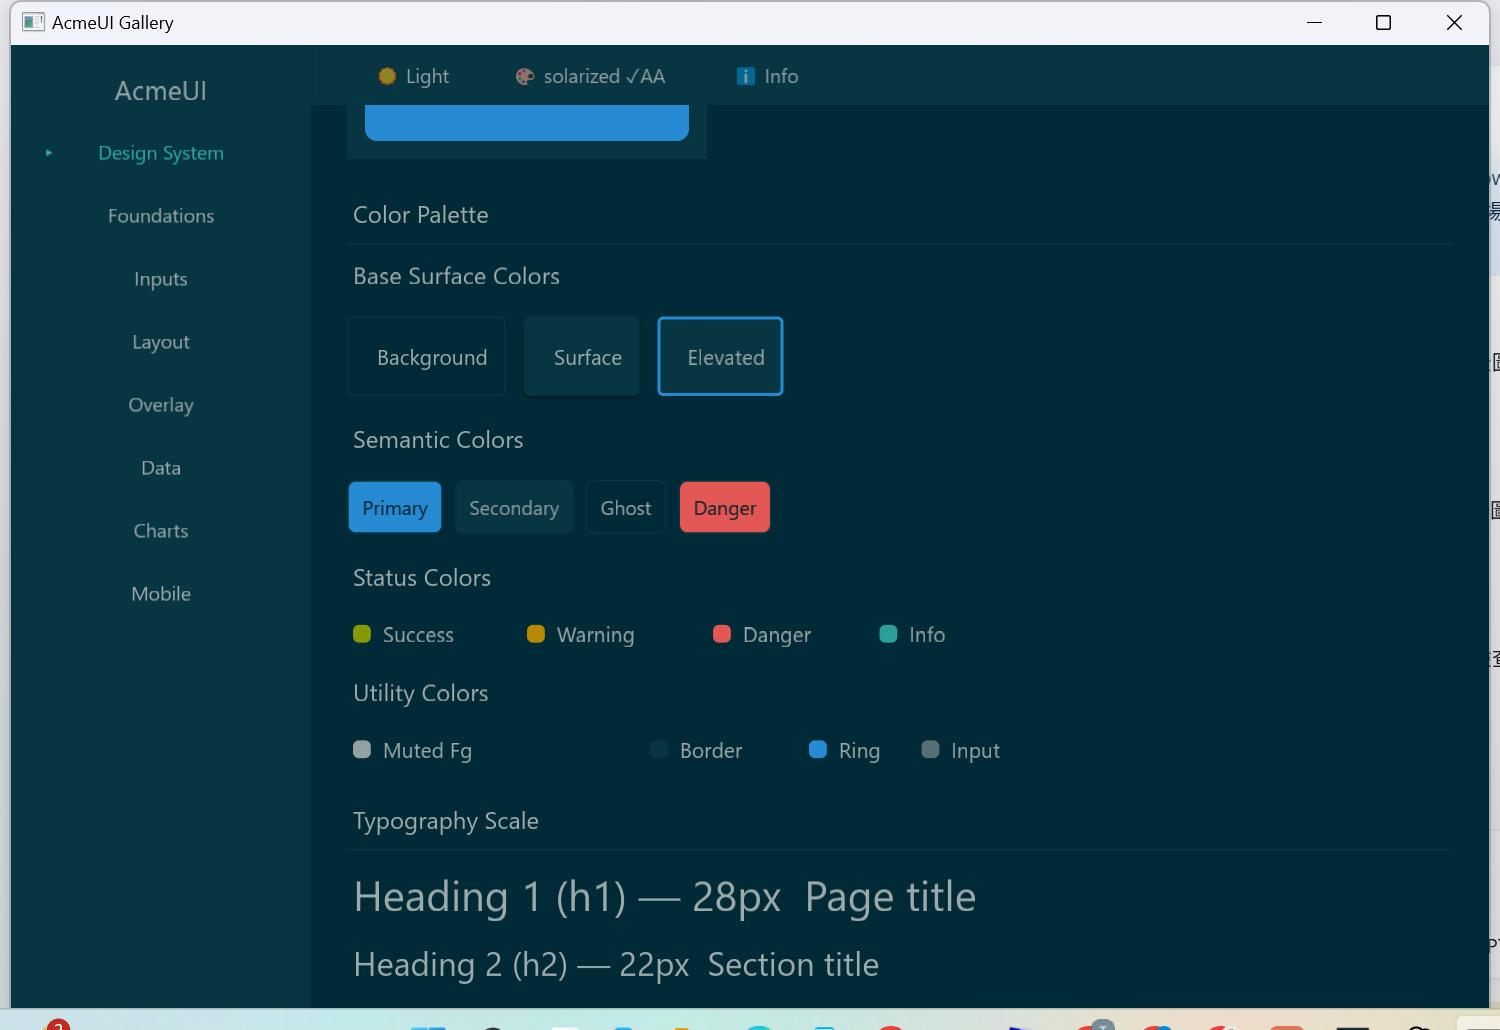 AcmeUI Gallery
AcmeUI
Light
solarized ✓AA
Info
Design System
Foundations
Inputs
Layout
Overlay
Data
Charts
Mobile
Color Palette
Base Surface Colors
Background
Surface
Elevated
Semantic Colors
Primary
Secondary
Ghost
Danger
Status Colors
Success
Warning
Danger
Info
Utility Colors
Muted Fg
Border
Ring
Input
Typography Scale
Heading 1 (h1) — 28px Page title
Heading 2 (h2) — 22px Section title